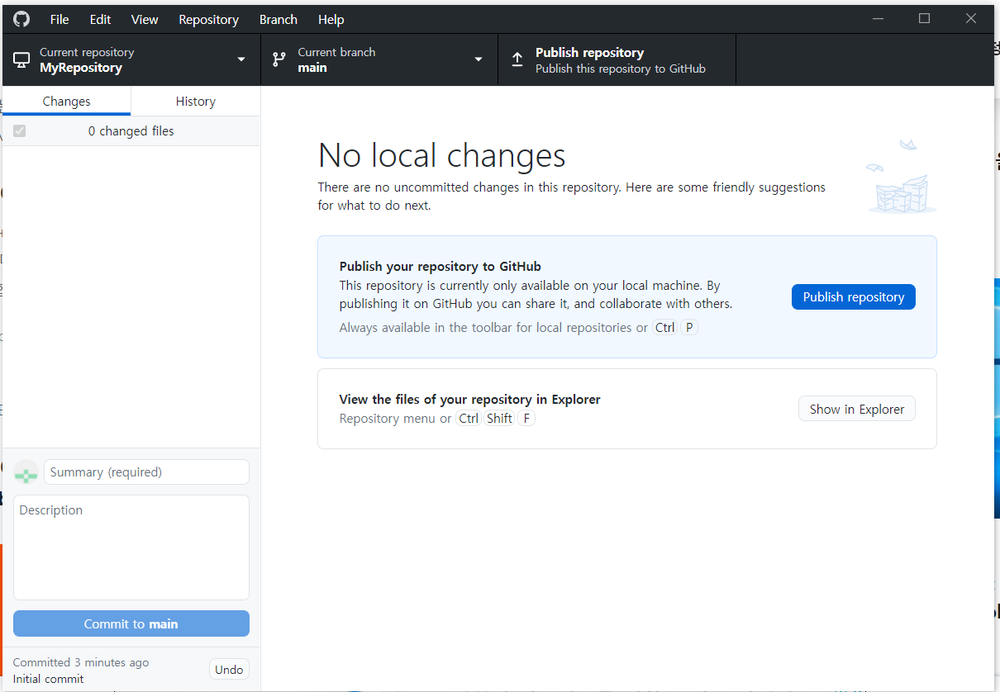 File Edit View Repository Branch Help
Current repository
MyRepository
Current branch
main
Publish repository
Publish this repository to GitHub
Changes
History
0 changed files
No local changes
There are no uncommitted changes in this repository. Here are some friendly suggestions
for what to do next.
Publish your repository to GitHub
This repository is currently only available on your local machine. By
publishing it on GitHub you can share it, and collaborate with others.
Always available in the toolbar for local repositories or Ctrl P
Publish repository
View the files of your repository in Explorer
Repository menu or Ctrl Shift F
Show in Explorer
Summary (required)
Description
Commit to main
Committed 3 minutes ago
Initial commit
Undo